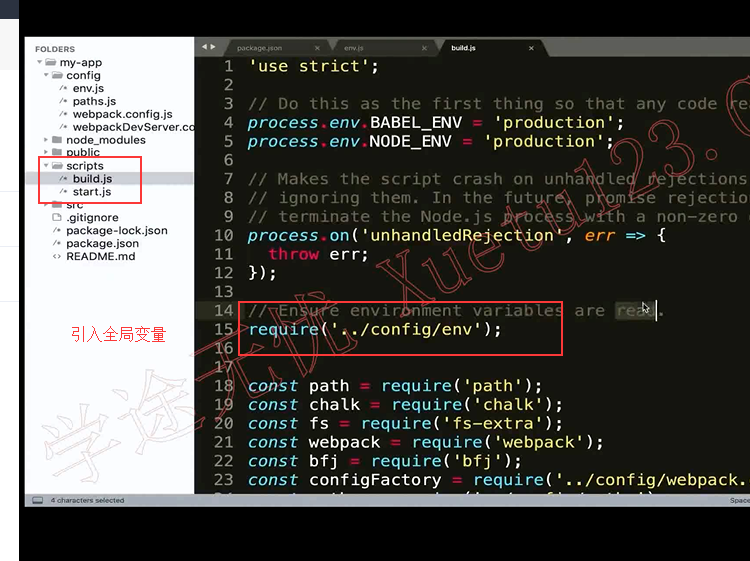 FOLDERS
my-app
config
env.js
paths.js
webpack.config.js
webpackDevServer.co
node_modules
public
scripts
build.js
start.js
src
.gitignore
package-lock.json
package.json
README.md
引入全局变量
package.json
env.js
build.js
1 'use strict';
2
3 // Do this as the first thing so that any code re
4 process.env.BABEL_ENV = 'production';
5 process.env.NODE_ENV = 'production';
6
7 // Makes the script crash on unhandled rejections
8 // ignoring them. In the future, promise rejection
9 // terminate the Node.js process with a non-zero
10 process.on('unhandledRejection', err => {
11 throw err;
12 });
13
14 // Ensure environment variables are read.
15 require('../config/env');
16
17
18 const path = require('path');
19 const chalk = require('chalk');
20 const fs = require('fs-extra');
21 const webpack = require('webpack');
22 const bfj = require('bfj');
23 const configFactory = require('../config/webpack.
学途无忧 Xuetu123.
4 characters selected
Space